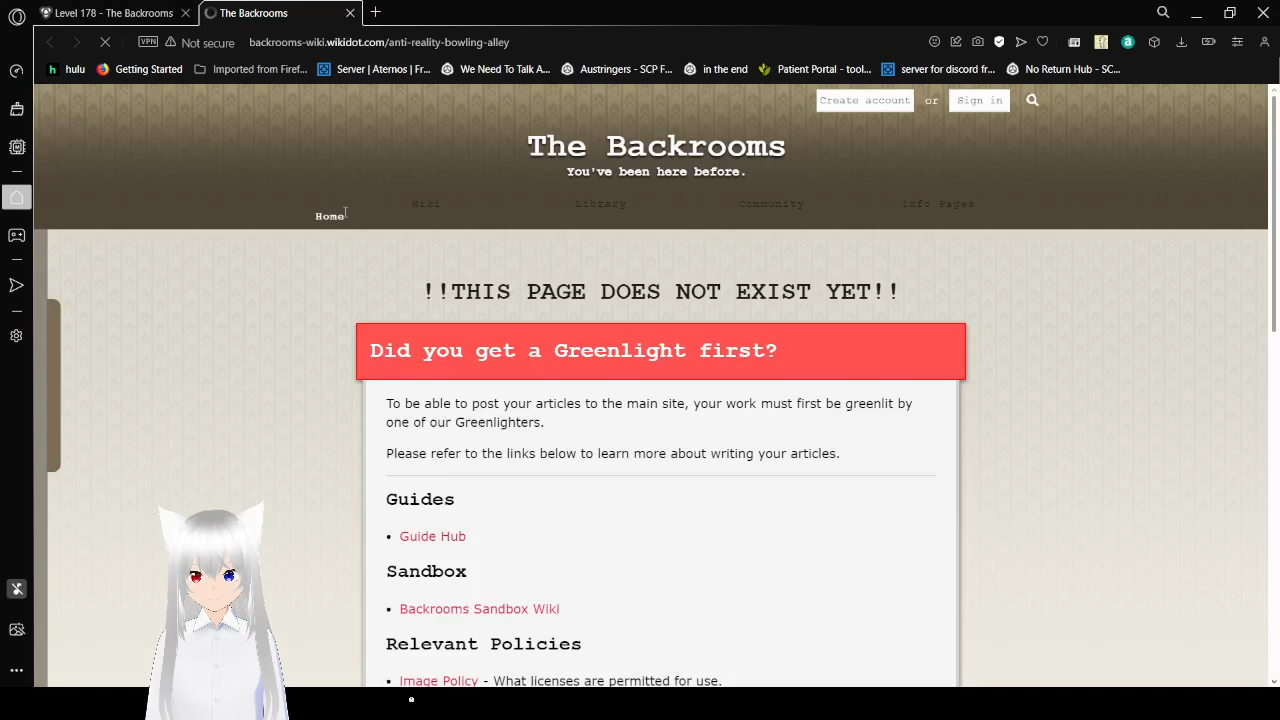 Level 178 - The Backrooms
The Backrooms
VPN
Not secure
backrooms-wiki.wikidot.com/anti-reality-bowling-alley
hulu
Getting Started
Imported from Firef...
Server | Aternos | Fr...
We Need To Talk A...
Austringers - SCP F...
in the end
Patient Portal - tool...
server for discord fr...
No Return Hub - SC...
Create account
or
Sign in
The Backrooms
You've been here before.
Home
Wiki
Library
Community
Info Pages
!!THIS PAGE DOES NOT EXIST YET!!
Did you get a Greenlight first?
To be able to post your articles to the main site, your work must first be greenlit by
one of our Greenlighters.
Please refer to the links below to learn more about writing your articles.
Guides
• Guide Hub
Sandbox
• Backrooms Sandbox Wiki
Relevant Policies
• Image Policy - What licenses are permitted for use.